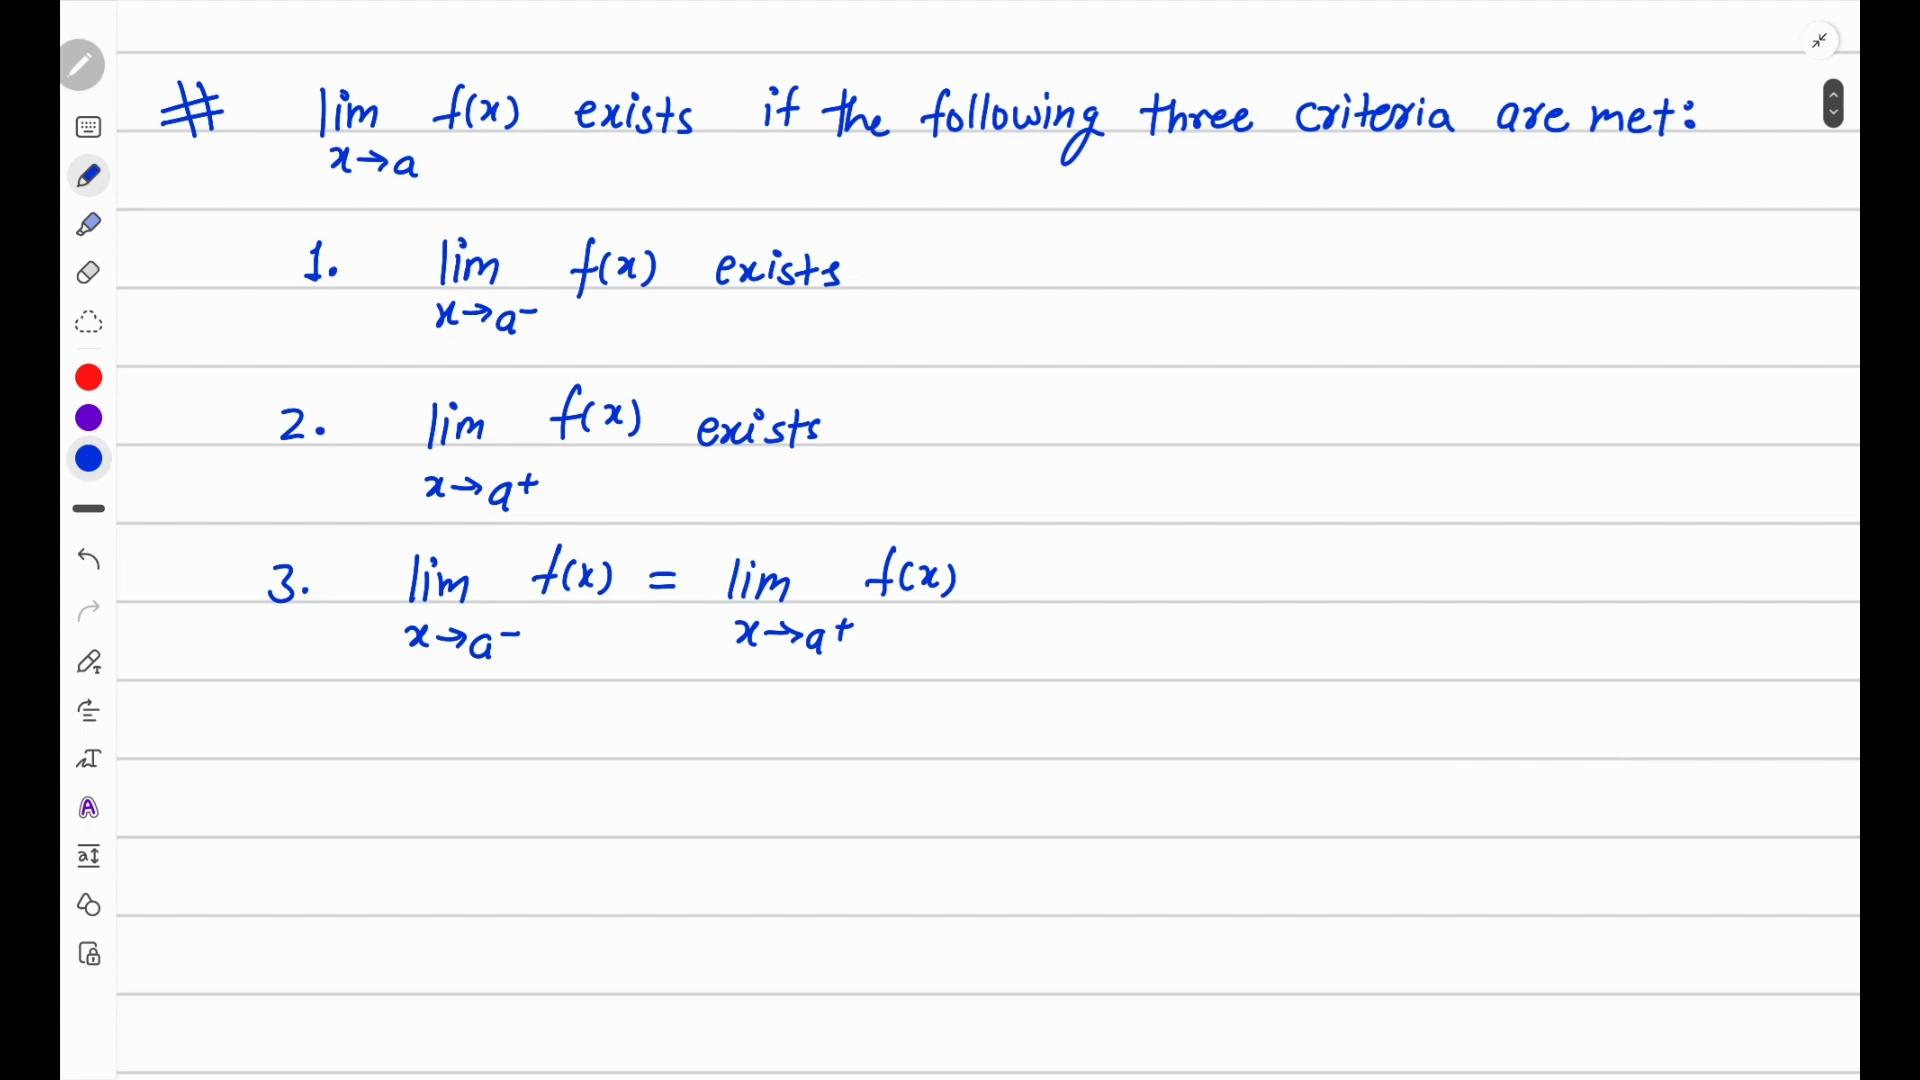 # lim f(x) exists if the following three criteria are met:
x→a
1. lim f(x) exists
x→a⁻
2. lim f(x) exists
x→a⁺
3. lim f(x) = lim f(x)
x→a⁻ x→a⁺